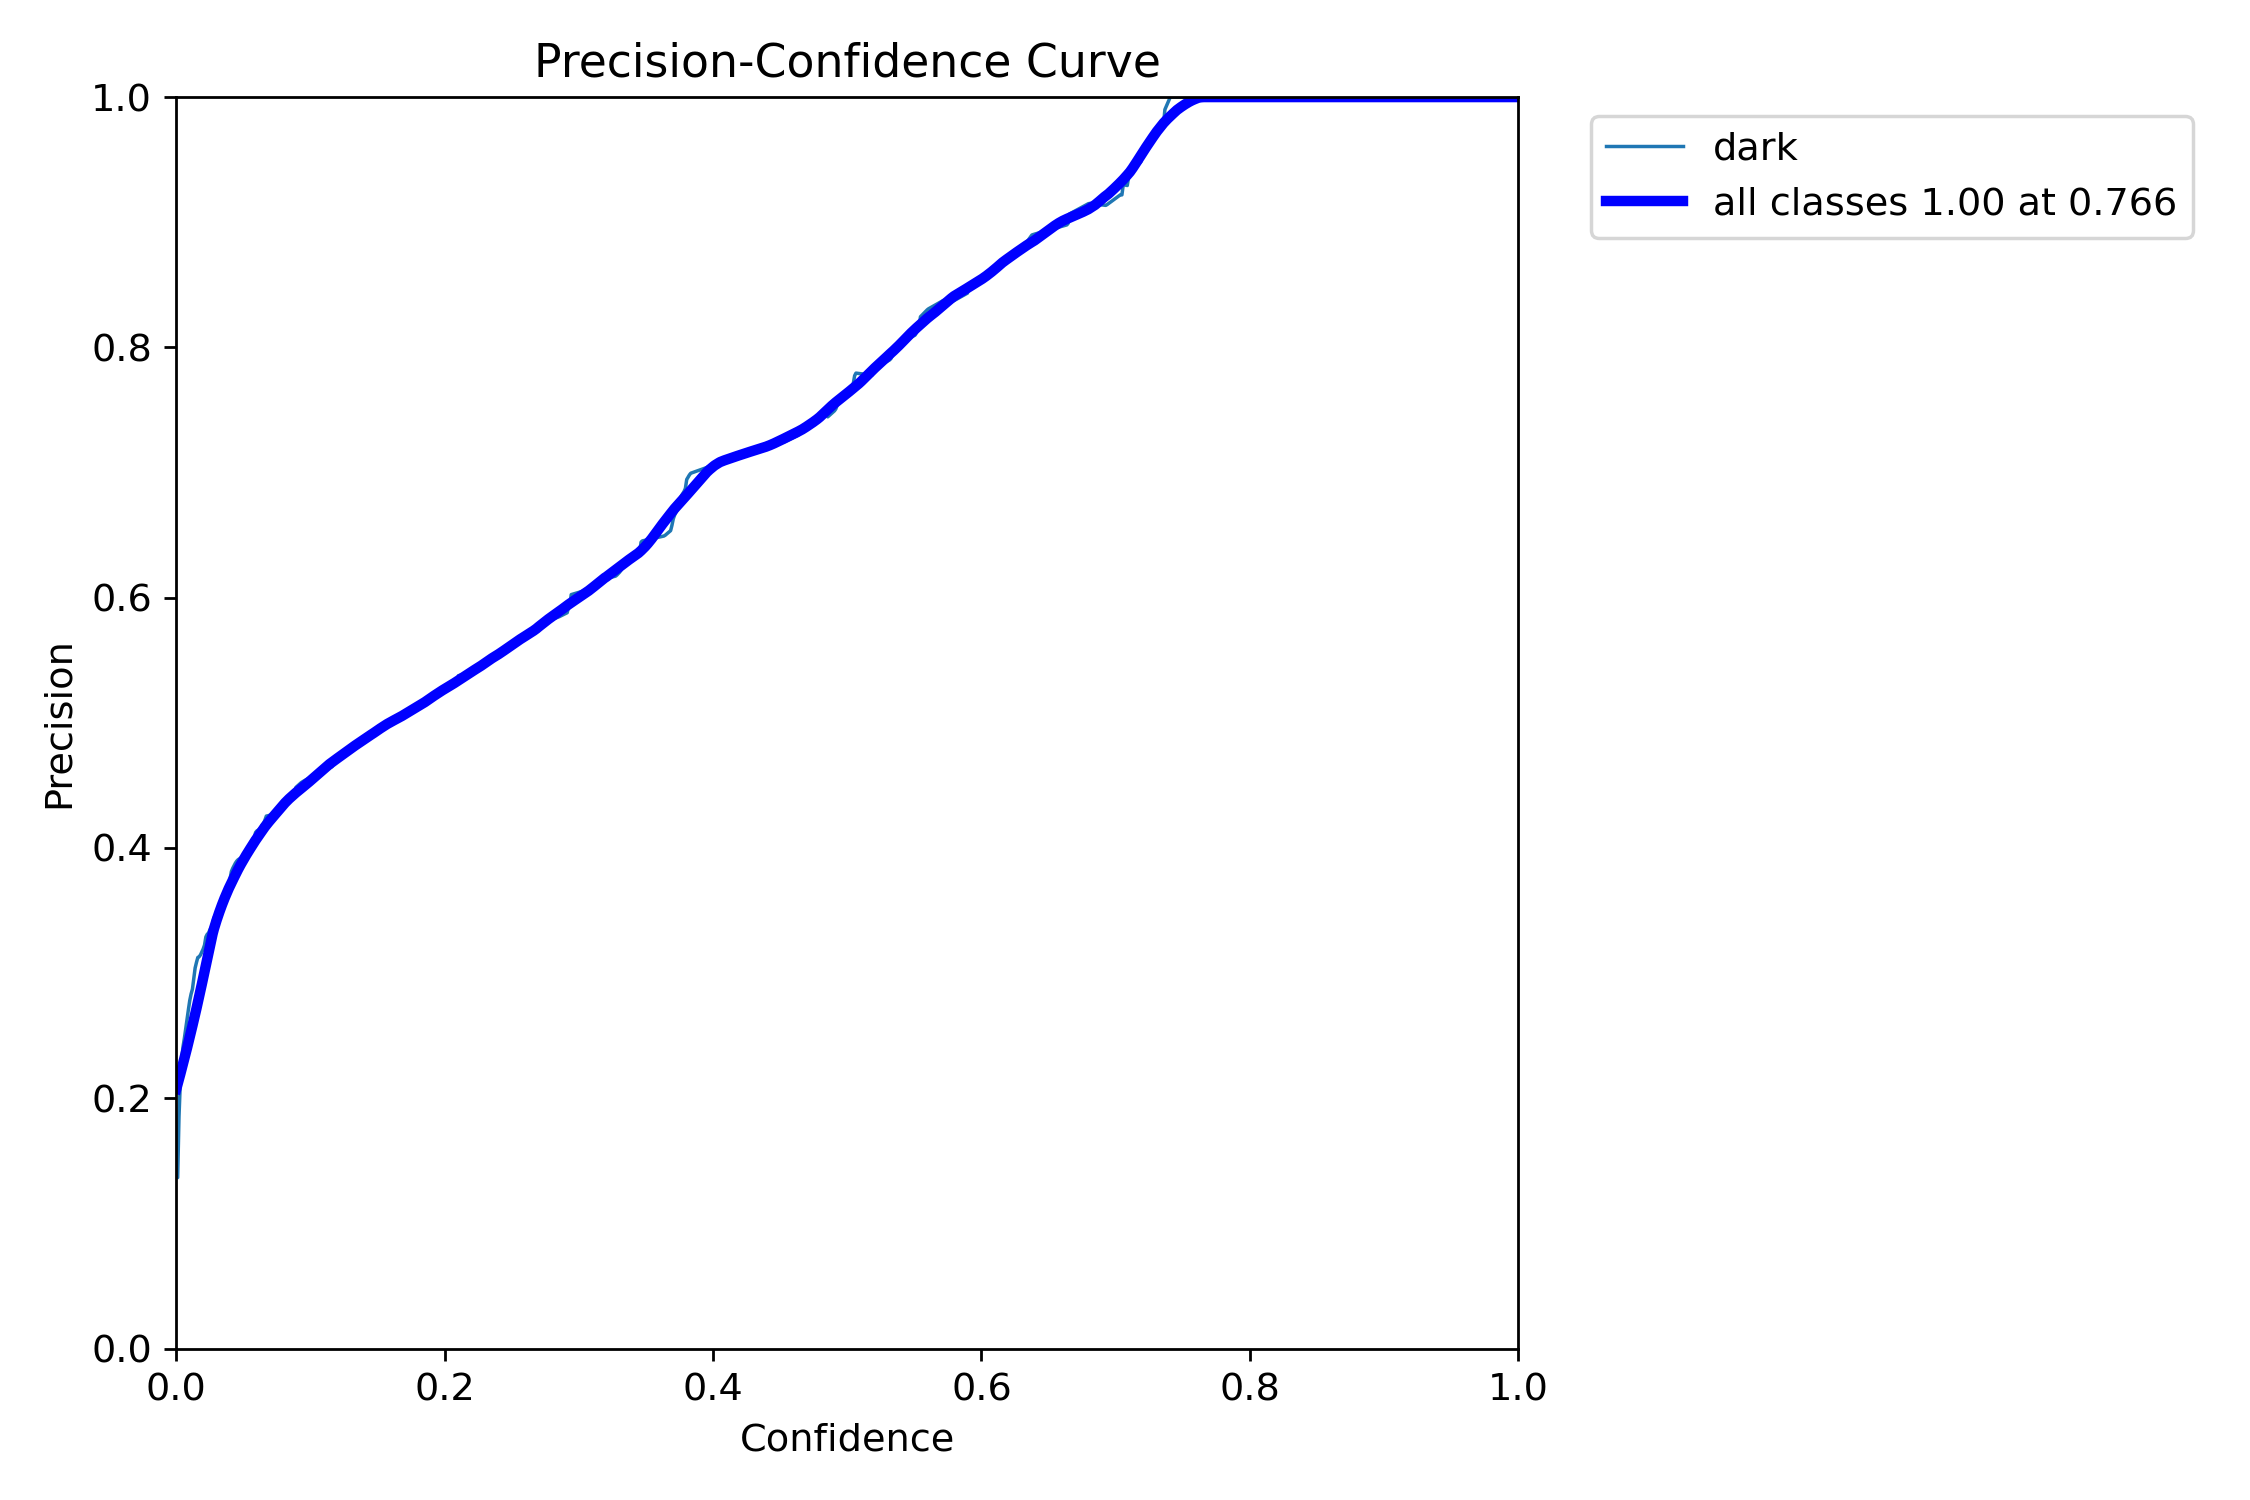 Precision-Confidence Curve
1.0
0.8
0.6
0.4
0.2
0.0
Precision
0.0 0.2 0.4 0.6 0.8 1.0
Confidence
dark
all classes 1.00 at 0.766